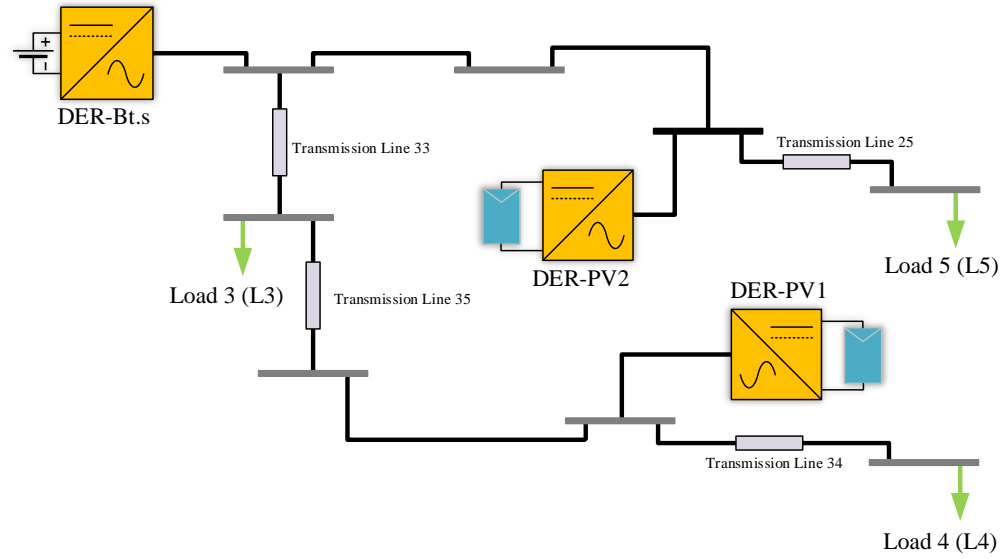 +
−
DER-Bt.s
Transmission Line 33
Transmission Line 25
DER-PV2
Load 5 (L5)
Load 3 (L3)
Transmission Line 35
DER-PV1
Transmission Line 34
Load 4 (L4)